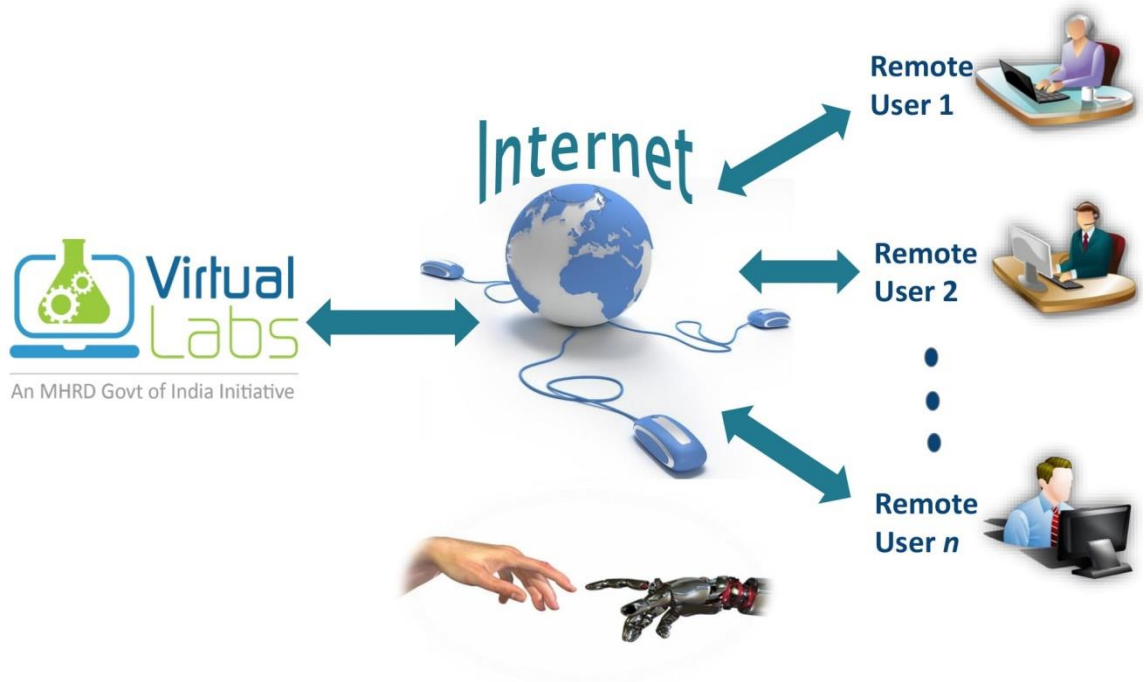 Virtual
Labs
An MHRD Govt of India Initiative
Internet
Remote
User 1
Remote
User 2
Remote
User n